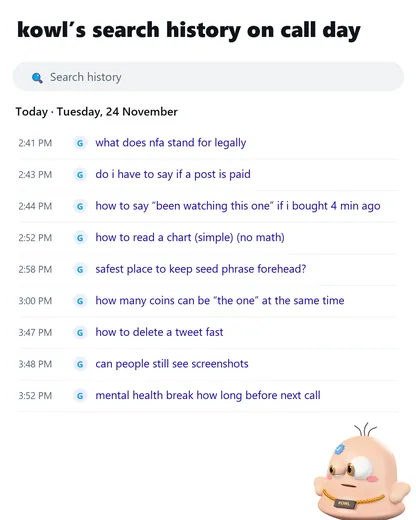 kowl's search history on call day
Search history
Today · Tuesday, 24 November
2:41 PM G what does nfa stand for legally
2:43 PM G do i have to say if a post is paid
2:44 PM G how to say "been watching this one" if i bought 4 min ago
2:52 PM G how to read a chart (simple) (no math)
2:58 PM G safest place to keep seed phrase forehead?
3:00 PM G how many coins can be "the one" at the same time
3:47 PM G how to delete a tweet fast
3:48 PM G can people still see screenshots
3:52 PM G mental health break how long before next call
KOWL